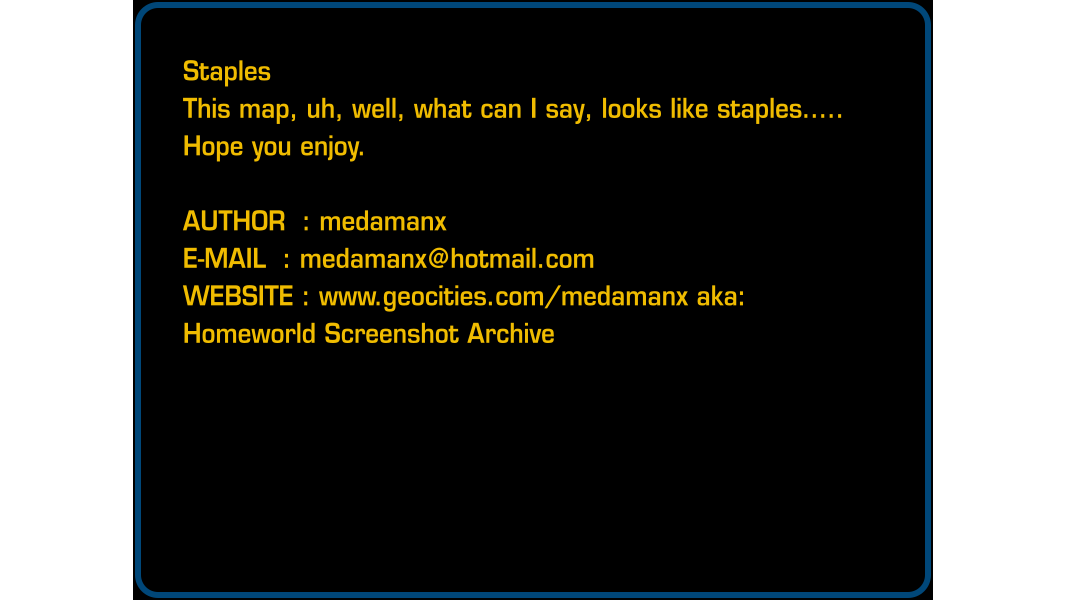 Staples
This map, uh, well, what can I say, looks like staples.....
Hope you enjoy.
AUTHOR  : medamanx
E-MAIL  : medamanx@hotmail.com
WEBSITE : www.geocities.com/medamanx aka:
Homeworld Screenshot Archive